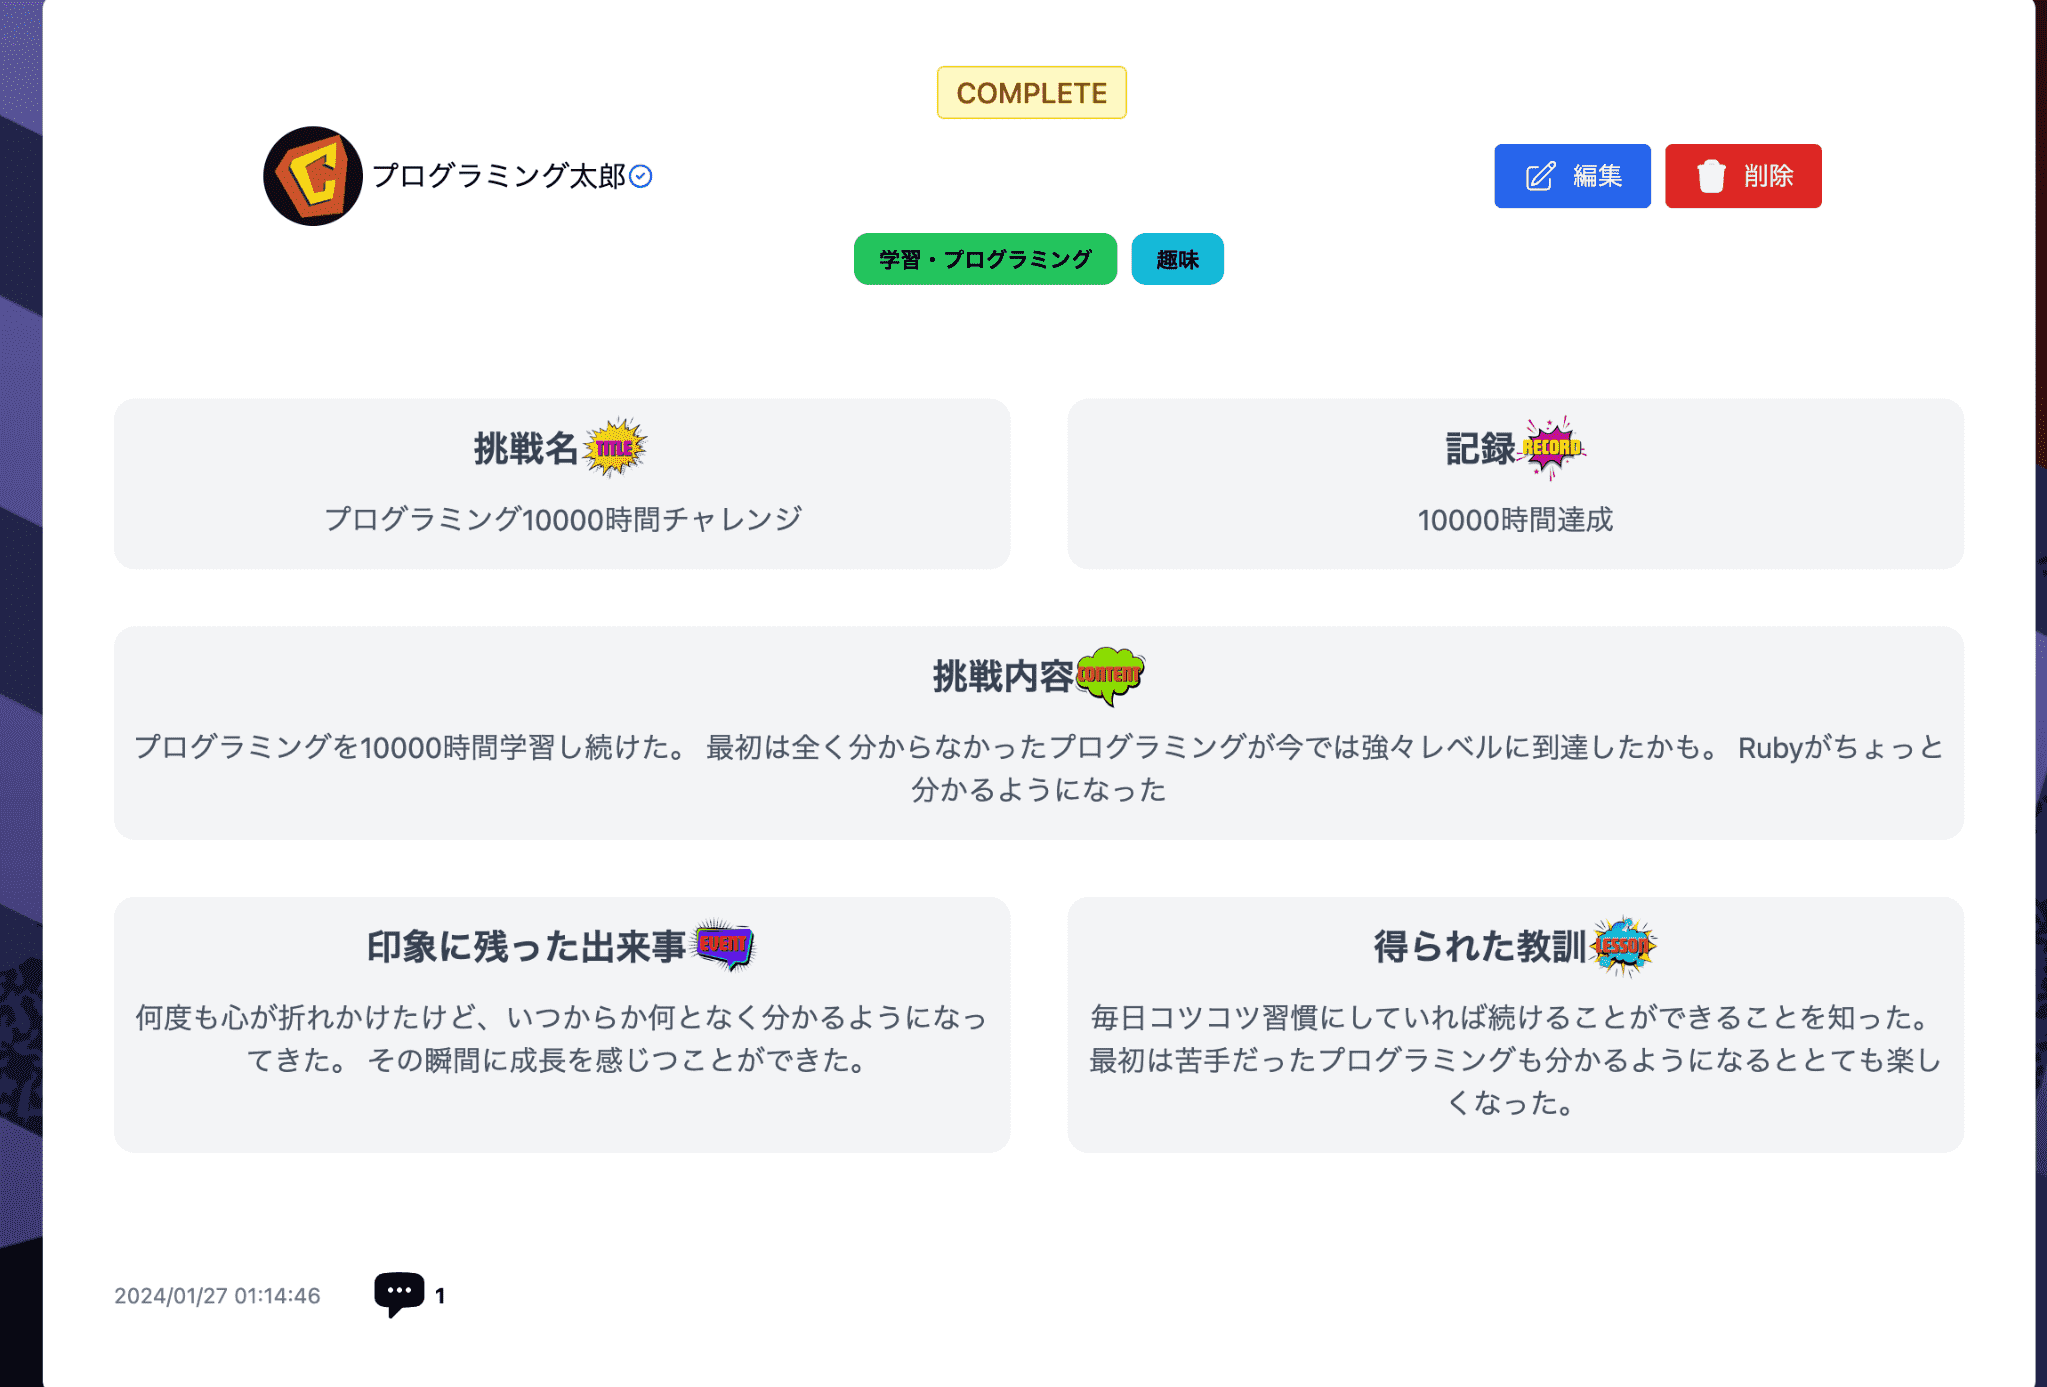 COMPLETE
プログラミング太郎
編集
削除
学習・プログラミング
趣味
挑戦名 TITLE
プログラミング10000時間チャレンジ
記録 RECORD
10000時間達成
挑戦内容 CONTENT
プログラミングを10000時間学習し続けた。 最初は全く分からなかったプログラミングが今では強々レベルに到達したかも。 Rubyがちょっと
分かるようになった
印象に残った出来事 EVENT
何度も心が折れかけたけど、いつからか何となく分かるようになっ
てきた。 その瞬間に成長を感じつことができた。
得られた教訓 LESSON
毎日コツコツ習慣にしていれば続けることができることを知った。
最初は苦手だったプログラミングも分かるようになるととても楽し
くなった。
2024/01/27 01:14:46
1